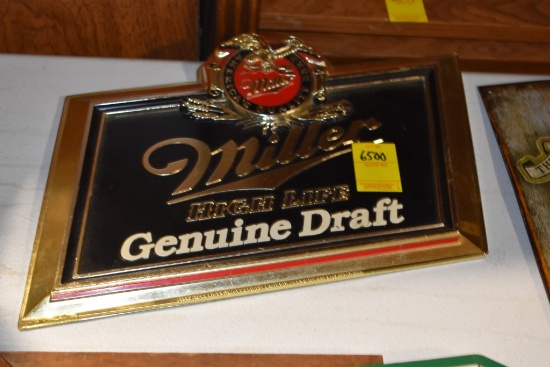 Miller
Miller
6500
HIGH LIFE
Genuine Draft